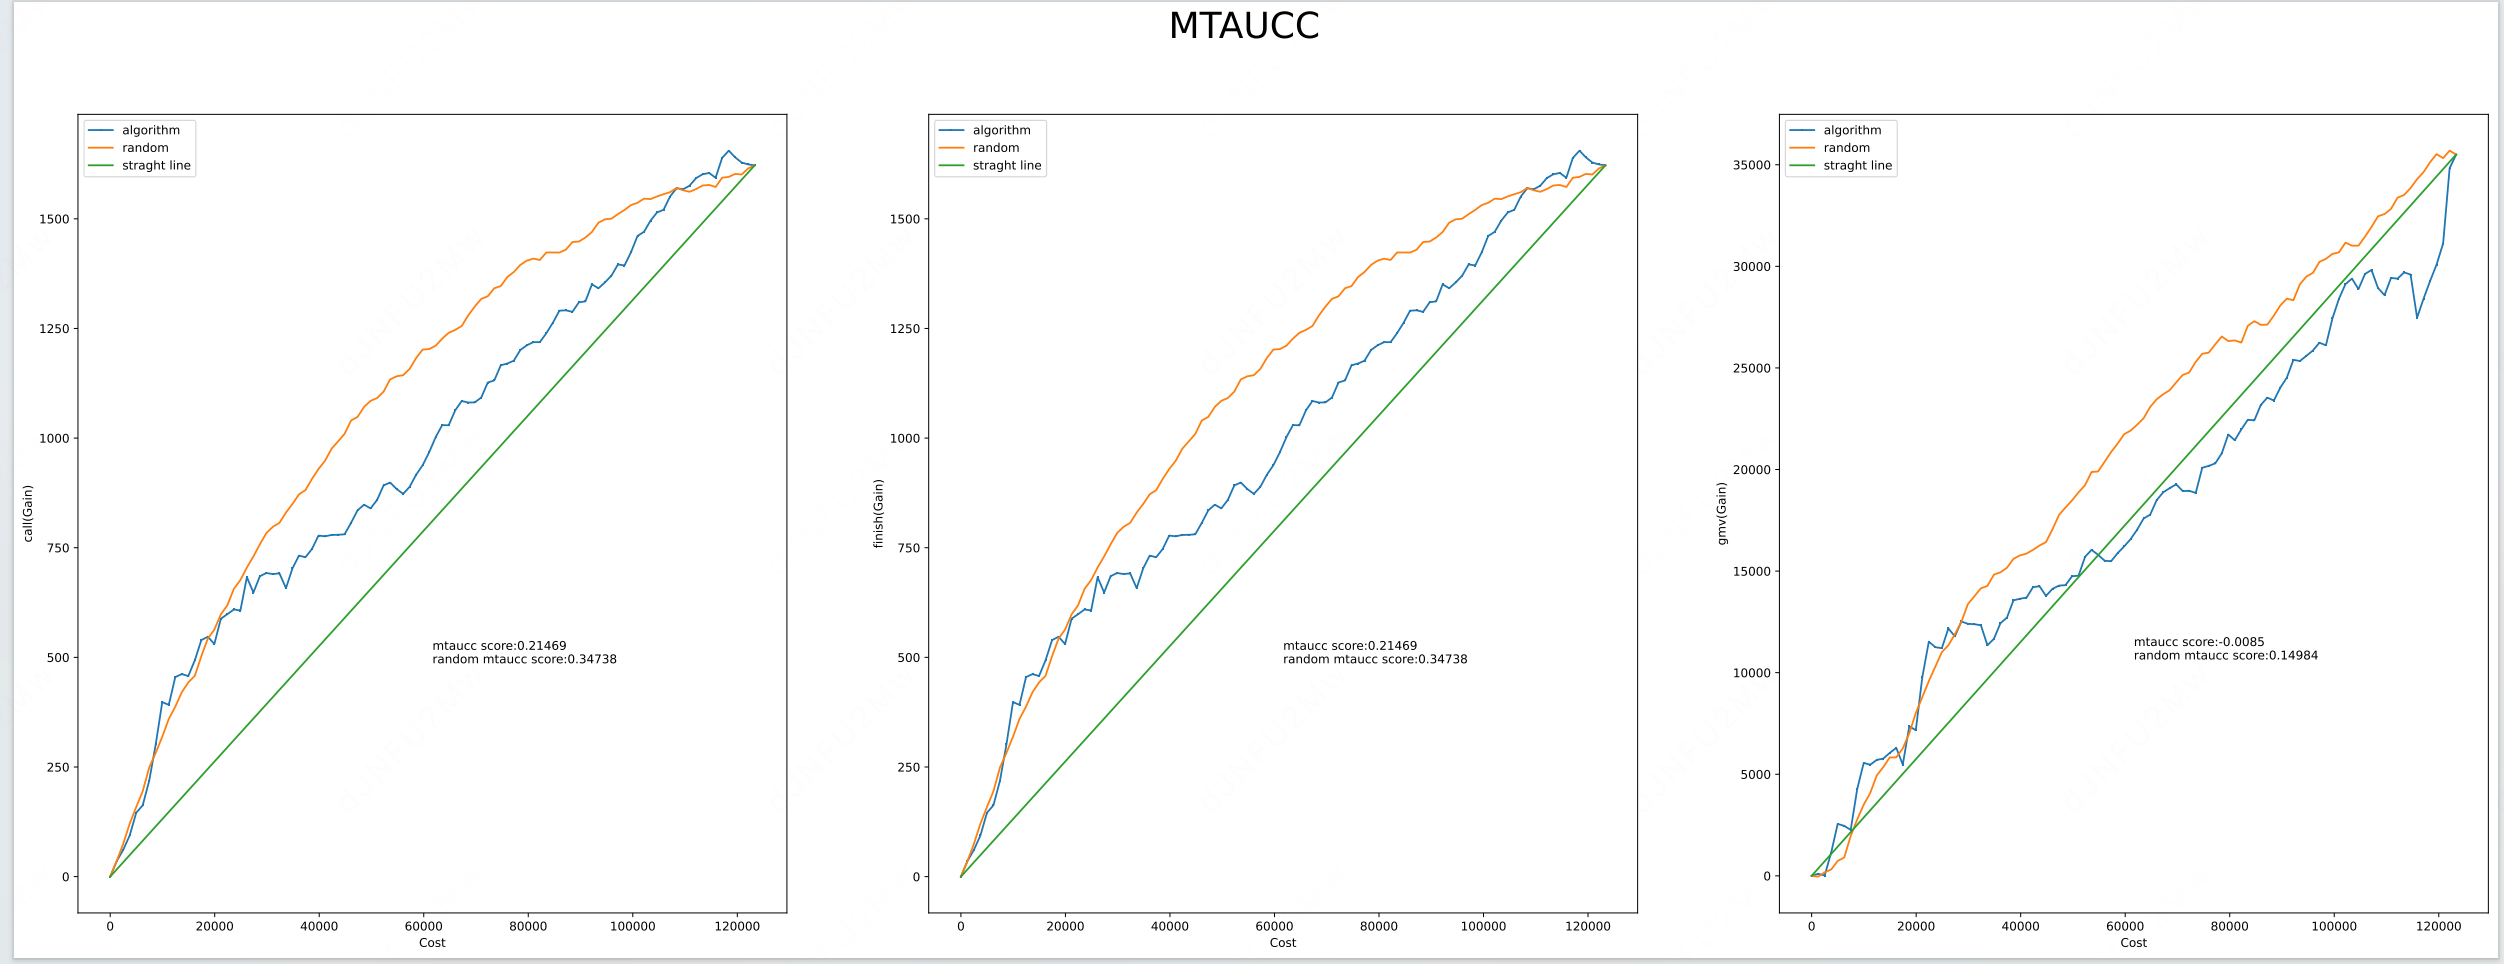 MTAUCC
algorithm
random
straght line
1500
1250
1000
750
500
250
0
call(Gain)
mtaucc score:0.21469
random mtaucc score:0.34738
0 20000 40000 60000 80000 100000 120000
Cost
algorithm
random
straght line
1500
1250
1000
750
500
250
0
finish(Gain)
mtaucc score:0.21469
random mtaucc score:0.34738
0 20000 40000 60000 80000 100000 120000
Cost
algorithm
random
straght line
35000
30000
25000
20000
15000
10000
5000
0
gmv(Gain)
mtaucc score:-0.0085
random mtaucc score:0.14984
0 20000 40000 60000 80000 100000 120000
Cost